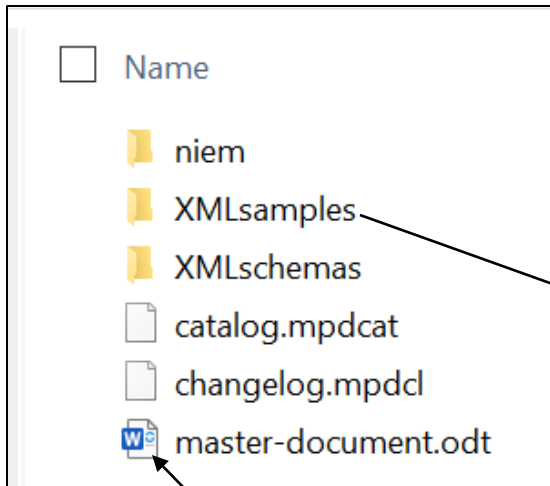 Name
niem
XMLsamples
XMLschemas
catalog.mpdcat
changelog.mpdcl
master-document.odt